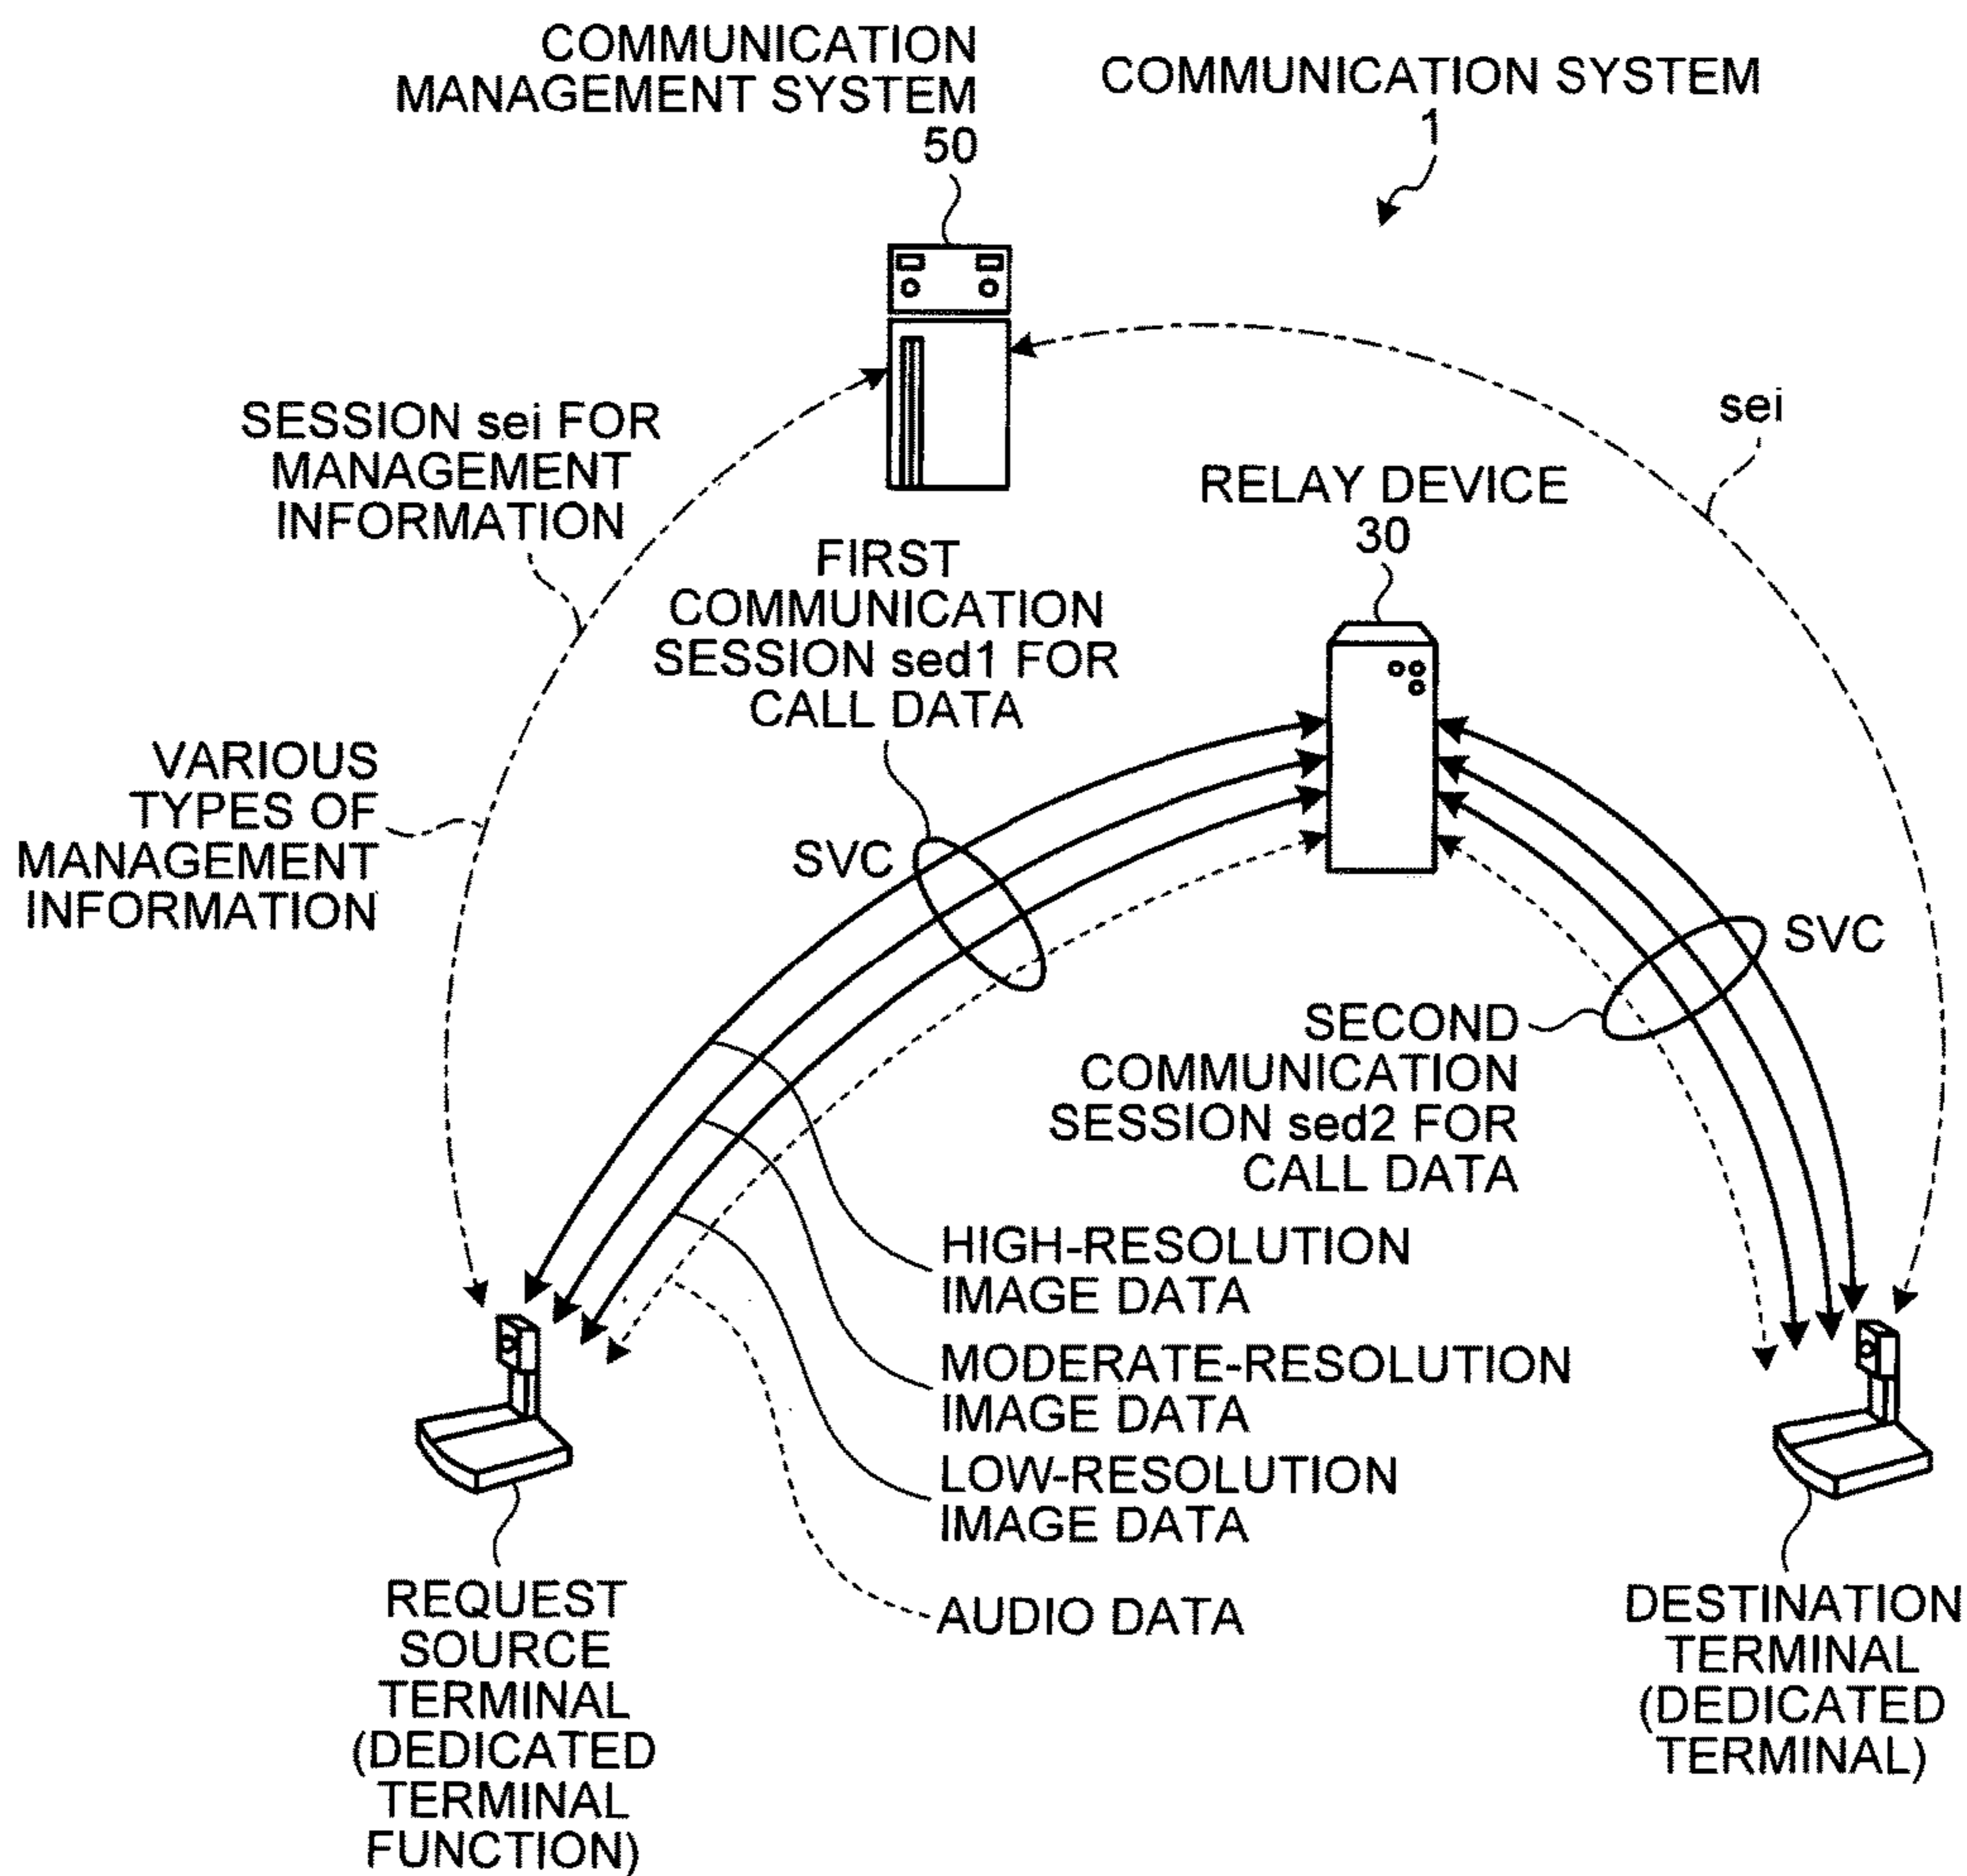 COMMUNICATION
MANAGEMENT SYSTEM
50
COMMUNICATION SYSTEM
1
SESSION sei FOR
MANAGEMENT
INFORMATION
sei
RELAY DEVICE
30
FIRST
COMMUNICATION
SESSION sed1 FOR
CALL DATA
VARIOUS
TYPES OF
MANAGEMENT
INFORMATION
SVC
SVC
SECOND
COMMUNICATION
SESSION sed2 FOR
CALL DATA
HIGH-RESOLUTION
IMAGE DATA
MODERATE-RESOLUTION
IMAGE DATA
LOW-RESOLUTION
IMAGE DATA
AUDIO DATA
REQUEST
SOURCE
TERMINAL
(DEDICATED
TERMINAL
FUNCTION)
DESTINATION
TERMINAL
(DEDICATED
TERMINAL)